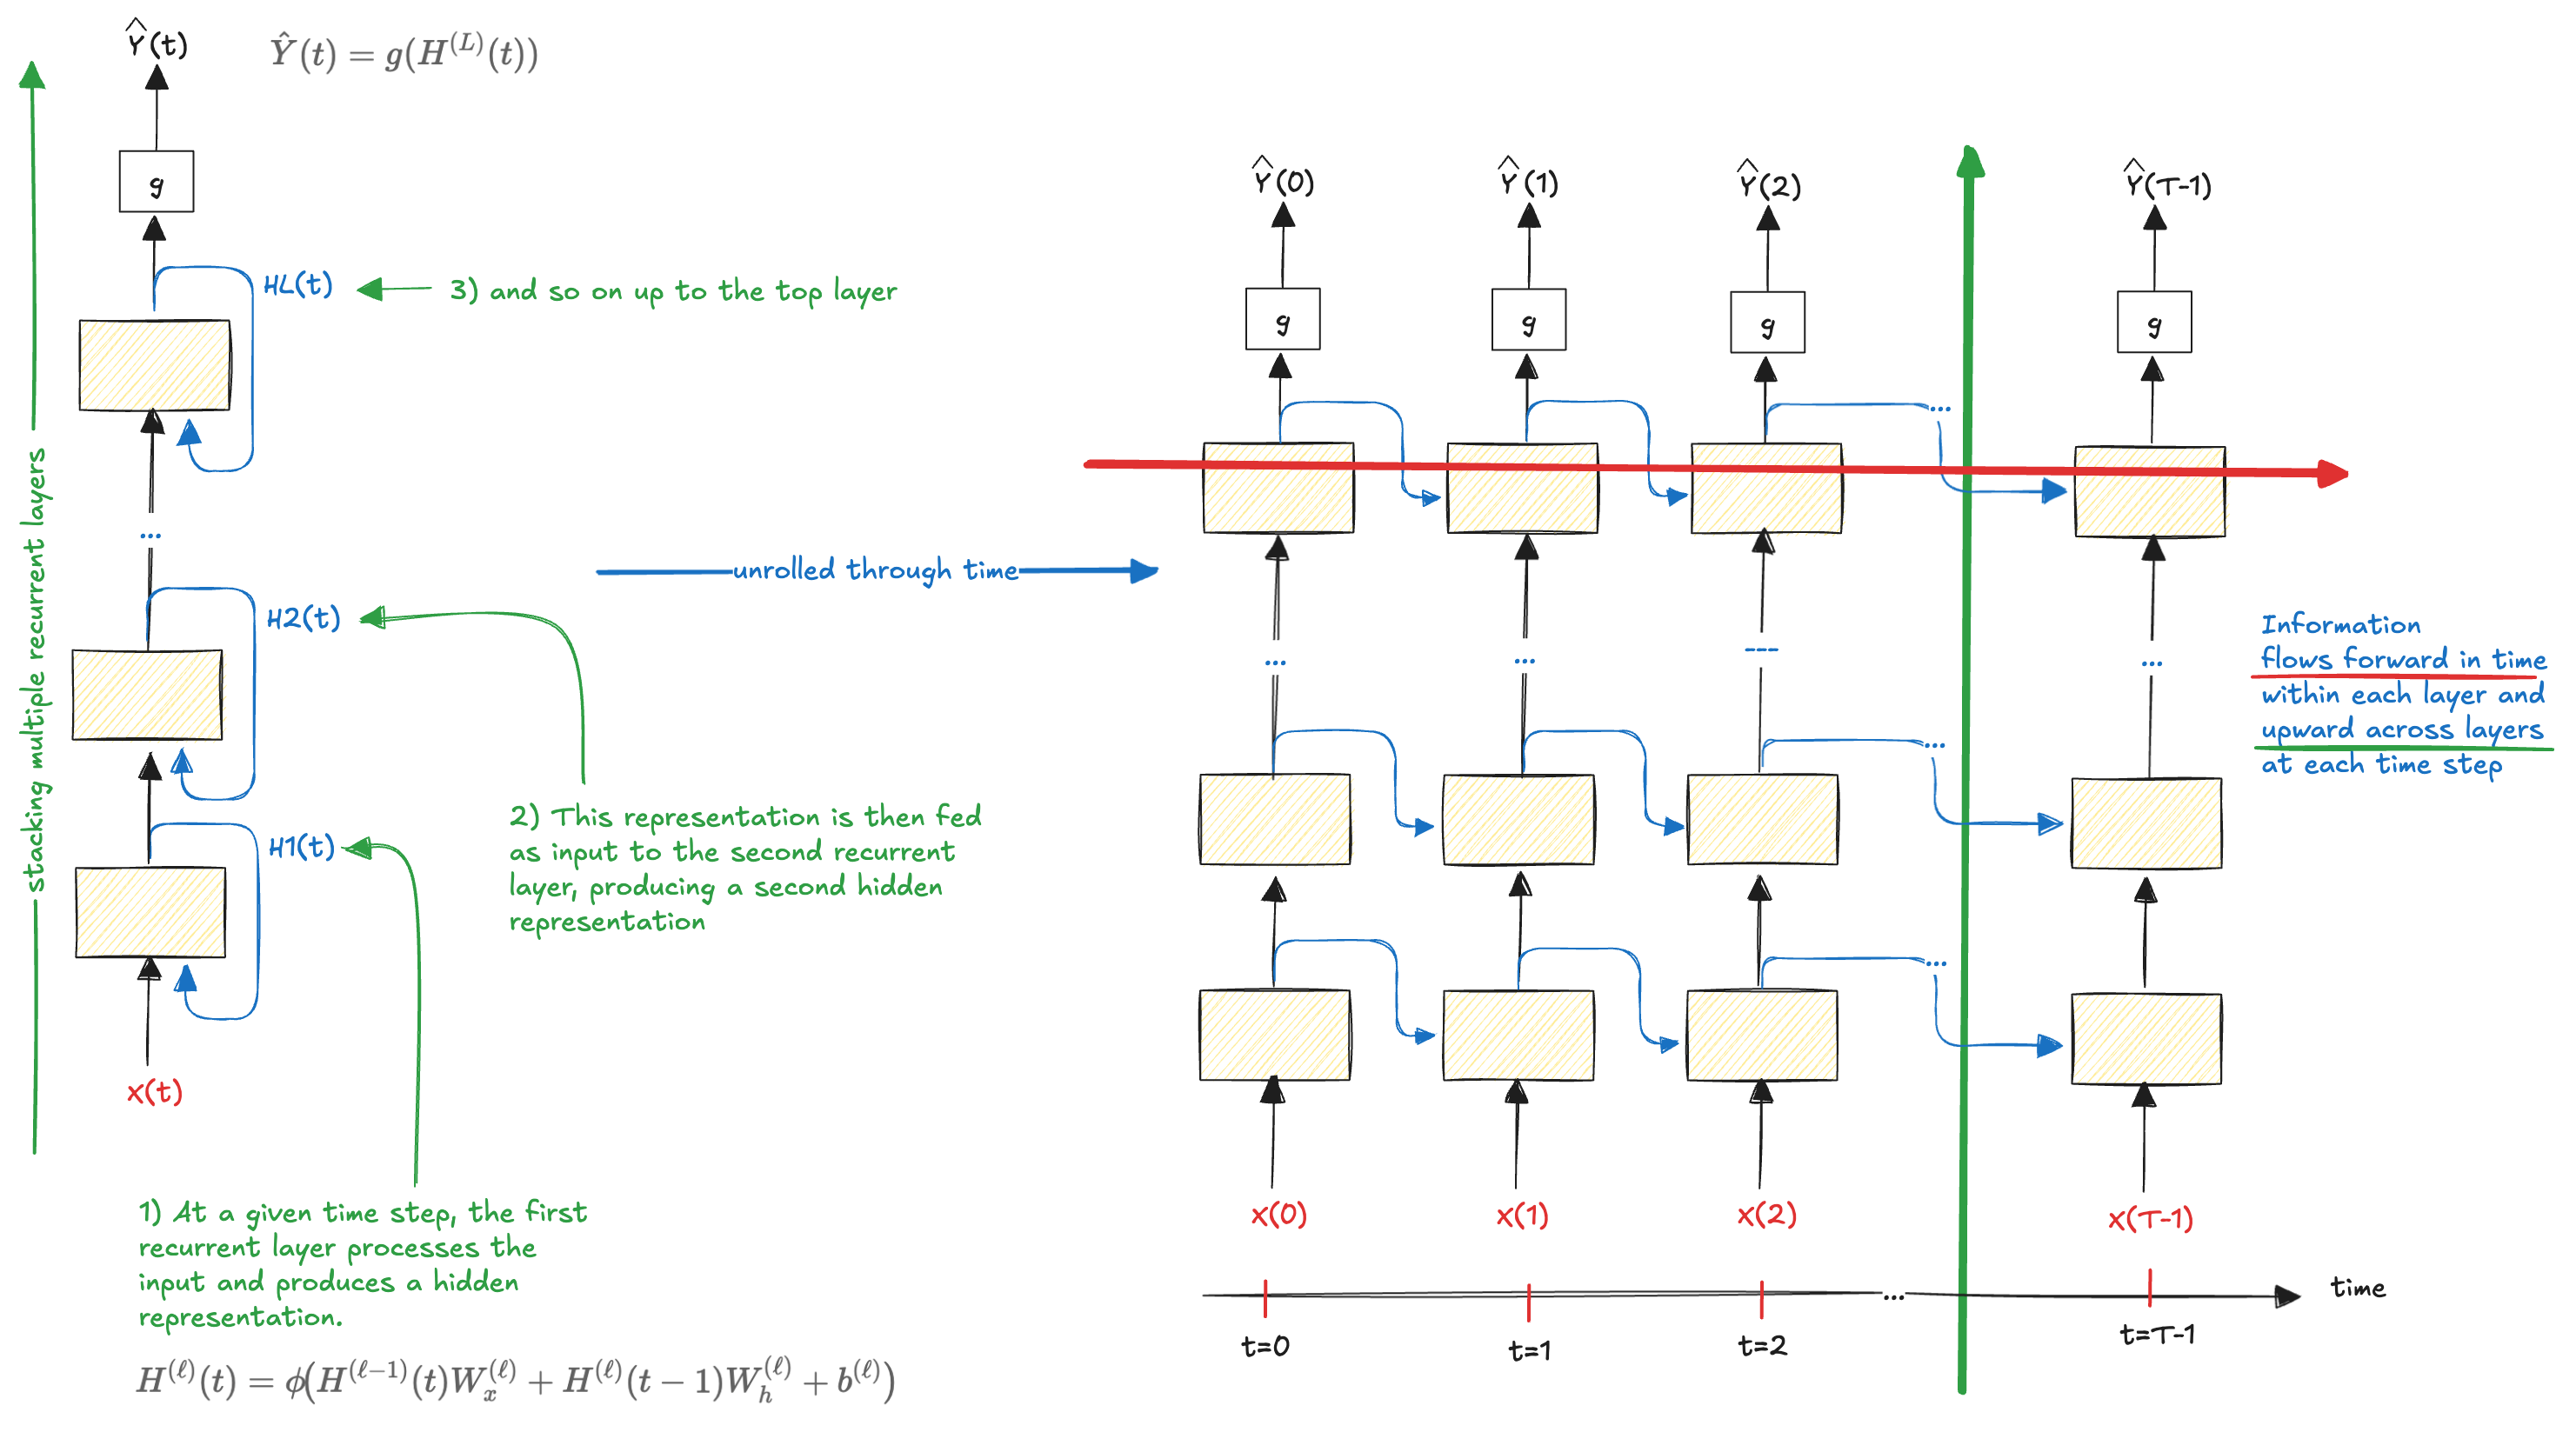 Ŷ(t)
Ŷ(t) = g(H^(L)(t))
g
HL(t)
3) and so on up to the top layer
...
H2(t)
H1(t)
2) This representation is then fed
as input to the second recurrent
layer, producing a second hidden
representation
x(t)
stacking multiple recurrent layers
1) At a given time step, the first
recurrent layer processes the
input and produces a hidden
representation.
H^(ℓ)(t) = ϕ(H^(ℓ−1)(t)W_x^(ℓ) + H^(ℓ)(t − 1)W_h^(ℓ) + b^(ℓ))
unrolled through time
Ŷ(0) Ŷ(1) Ŷ(2) Ŷ(T-1)
g g g g
...
... ... --- ...
...
...
x(0) x(1) x(2) x(T-1)
... time
t=0 t=1 t=2 t=T-1
Information
flows forward in time
within each layer and
upward across layers
at each time step